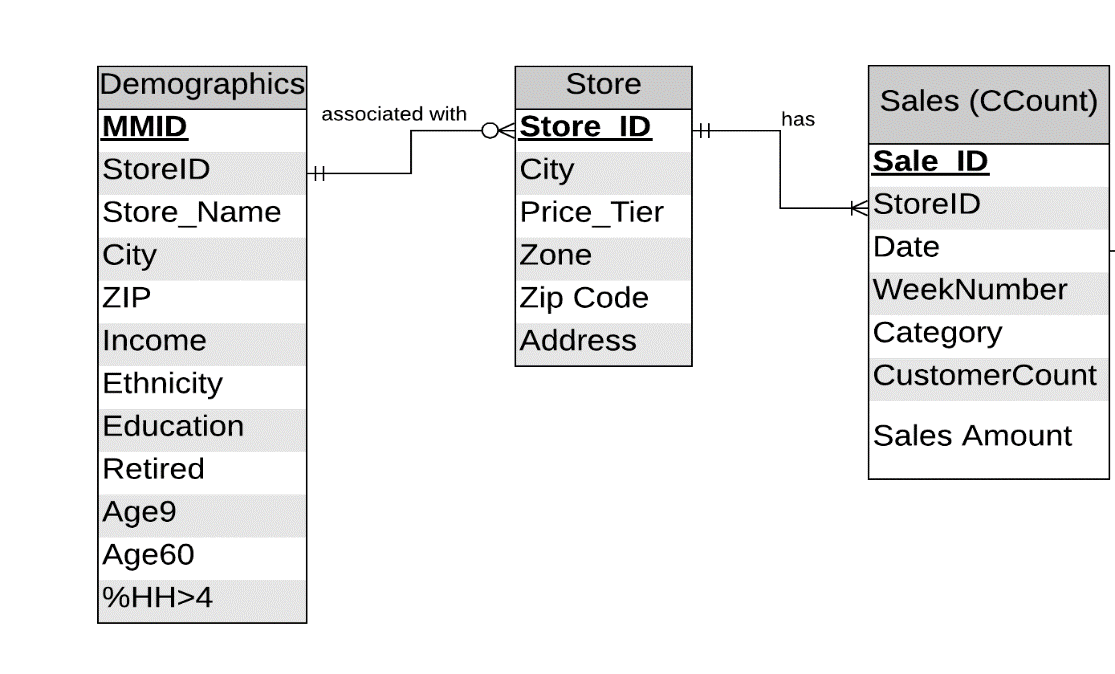 Demographics
MMID
StoreID
Store_Name
City
ZIP
Income
Ethnicity
Education
Retired
Age9
Age60
%HH>4
associated with
Store
Store_ID
City
Price_Tier
Zone
Zip Code
Address
has
Sales (CCount)
Sale_ID
StoreID
Date
WeekNumber
Category
CustomerCount
Sales Amount